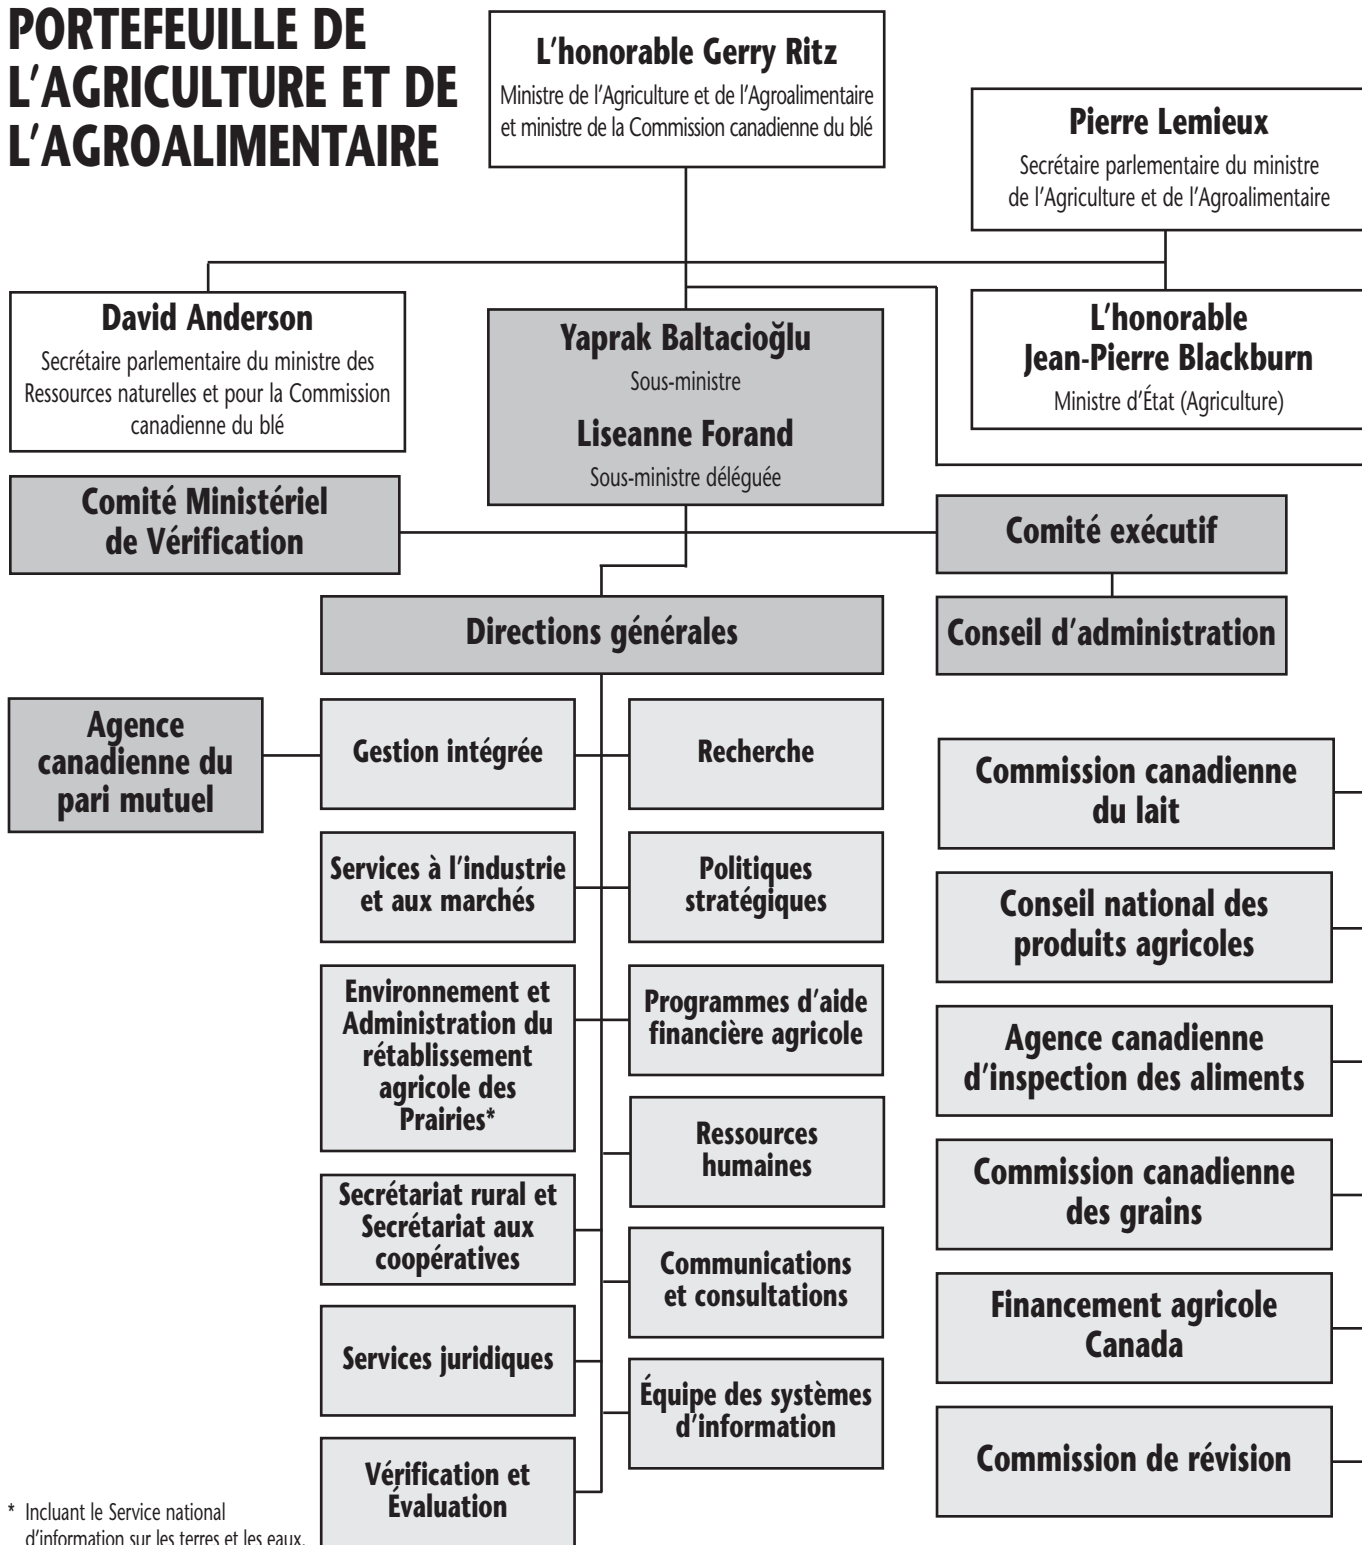 PORTEFEUILLE DE
L'AGRICULTURE ET DE
L'AGROALIMENTAIRE
L'honorable Gerry Ritz
Ministre de l'Agriculture et de l'Agroalimentaire
et ministre de la Commission canadienne du blé
Pierre Lemieux
Secrétaire parlementaire du ministre
de l'Agriculture et de l'Agroalimentaire
David Anderson
Secrétaire parlementaire du ministre des
Ressources naturelles et pour la Commission
canadienne du blé
Yaprak Baltacioğlu
Sous-ministre
Liseanne Forand
Sous-ministre déléguée
L'honorable
Jean-Pierre Blackburn
Ministre d'État (Agriculture)
Comité Ministériel
de Vérification
Comité exécutif
Directions générales
Conseil d'administration
Agence
canadienne du
pari mutuel
Gestion intégrée
Recherche
Services à l'industrie
et aux marchés
Politiques
stratégiques
Environnement et
Administration du
rétablissement
agricole des
Prairies*
Programmes d'aide
financière agricole
Ressources
humaines
Secrétariat rural et
Secrétariat aux
coopératives
Communications
et consultations
Services juridiques
Équipe des systèmes
d'information
Vérification et
Évaluation
Commission canadienne
du lait
Conseil national des
produits agricoles
Agence canadienne
d'inspection des aliments
Commission canadienne
des grains
Financement agricole
Canada
Commission de révision
* Incluant le Service national
d'information sur les terres et les eaux.